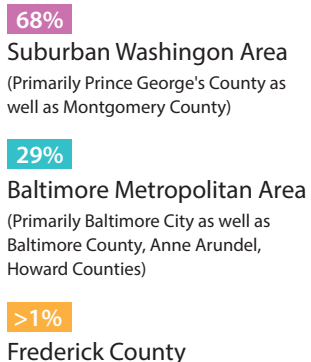 68%
Suburban Washingon Area
(Primarily Prince George's County as
well as Montgomery County)
29%
Baltimore Metropolitan Area
(Primarily Baltimore City as well as
Baltimore County, Anne Arundel,
Howard Counties)
>1%
Frederick County